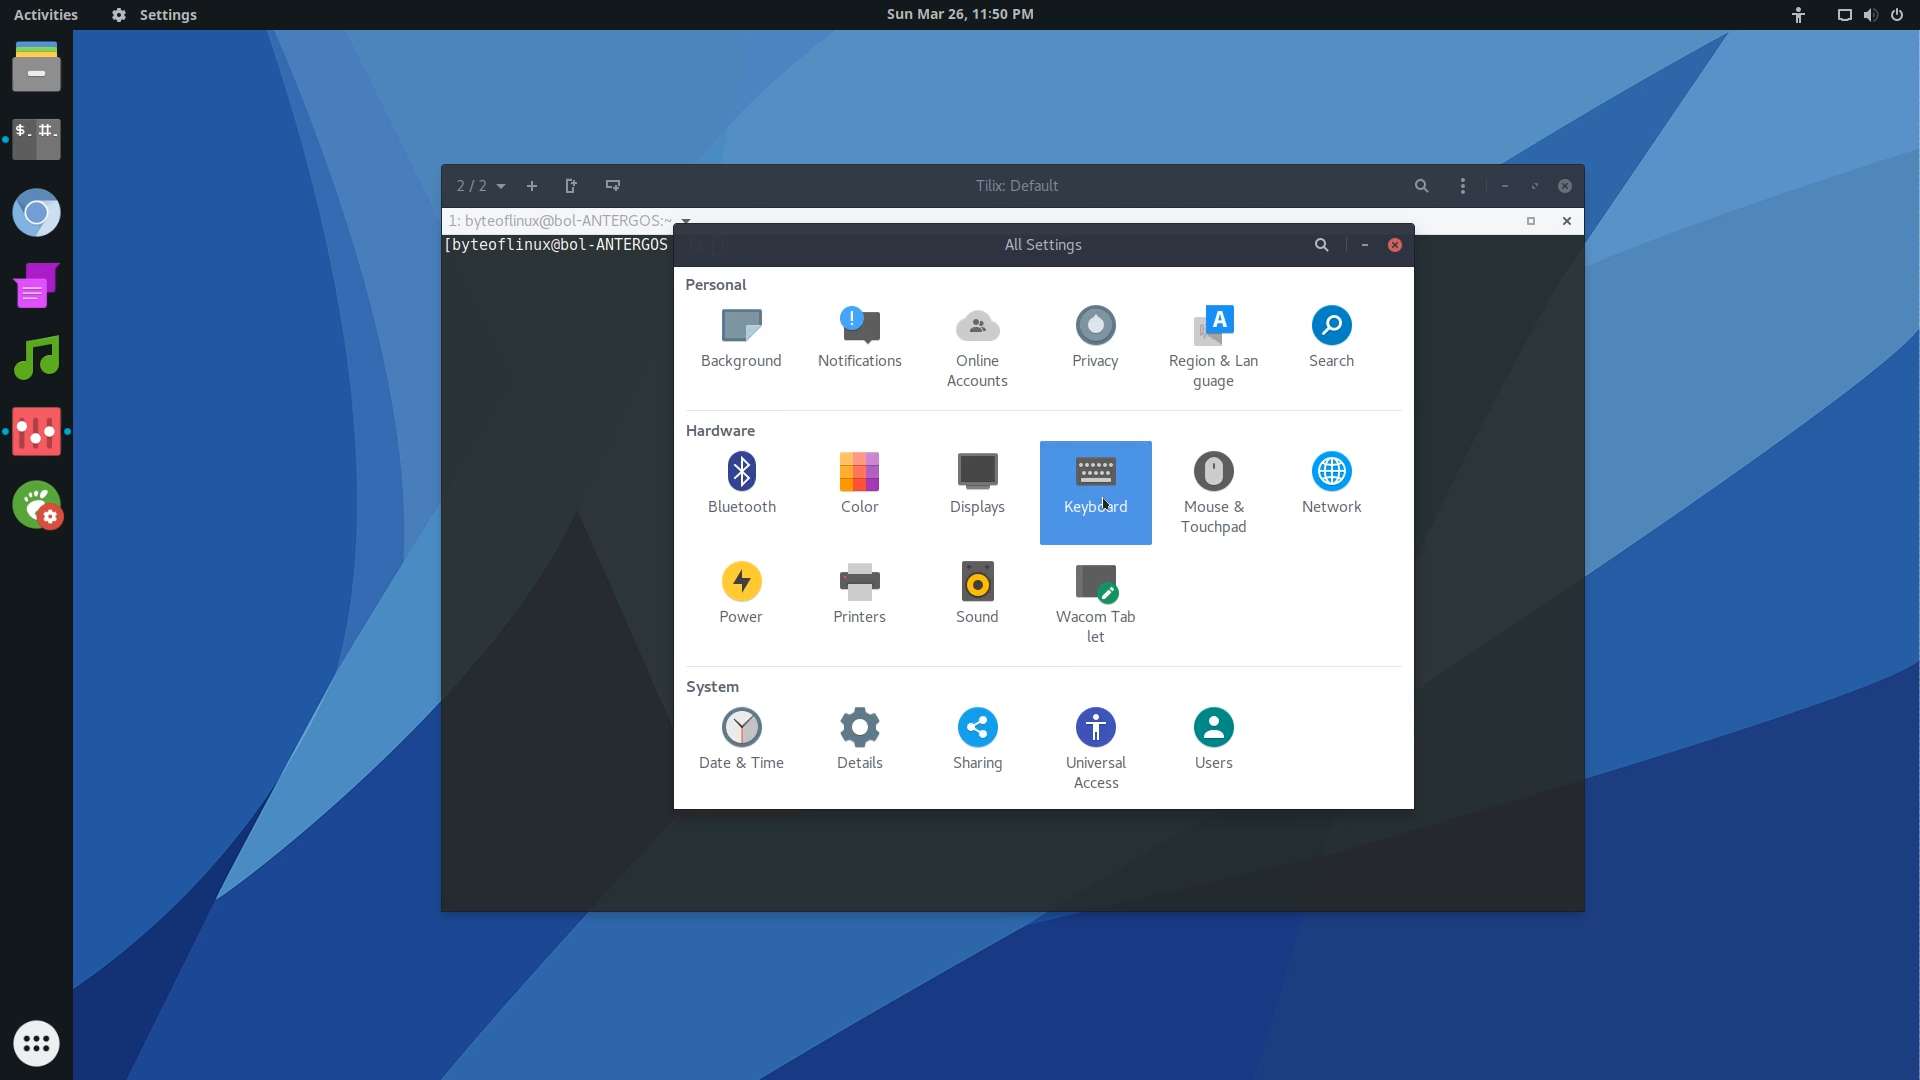 Activities
Settings
Sun Mar 26, 11:50 PM
$_ #_
2 / 2
Tilix: Default
1: byteoflinux@bol-ANTERGOS:~
[byteoflinux@bol-ANTERGOS
All Settings
Personal
Background
Notifications
Online
Accounts
Privacy
A
Region & Lan
guage
Search
Hardware
Bluetooth
Color
Displays
Keyboard
Mouse &
Touchpad
Network
Power
Printers
Sound
Wacom Tab
let
System
Date & Time
Details
Sharing
Universal
Access
Users